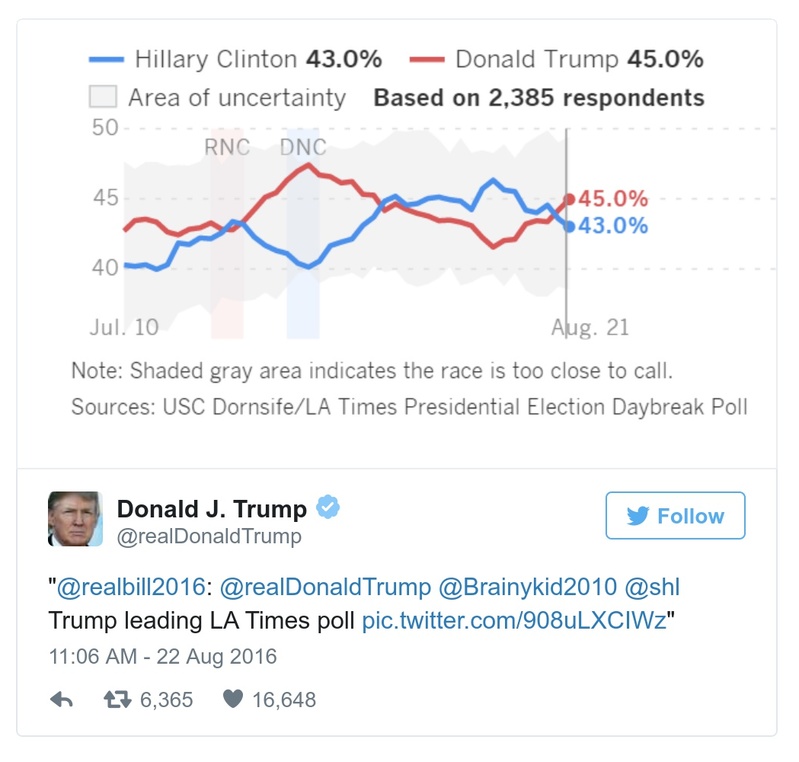 Hillary Clinton 43.0% Donald Trump 45.0%
Area of uncertainty Based on 2,385 respondents
50
RNC DNC
45
45.0%
43.0%
40
Jul. 10 Aug. 21
Note: Shaded gray area indicates the race is too close to call.
Sources: USC Dornsife/LA Times Presidential Election Daybreak Poll
Donald J. Trump
@realDonaldTrump
Follow
"@realbill2016: @realDonaldTrump @Brainykid2010 @shl
Trump leading LA Times poll pic.twitter.com/908uLXCIWz"
11:06 AM - 22 Aug 2016
6,365 16,648